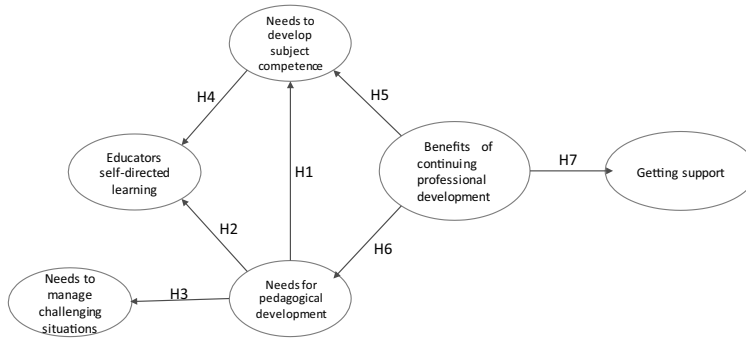 Needs to
develop
subject
competence
H4
H5
Educators
self-directed
learning
H1
Benefits of
continuing
professional
development
H7
Getting support
H2
H6
Needs to
manage
challenging
situations
H3
Needs for
pedagogical
development